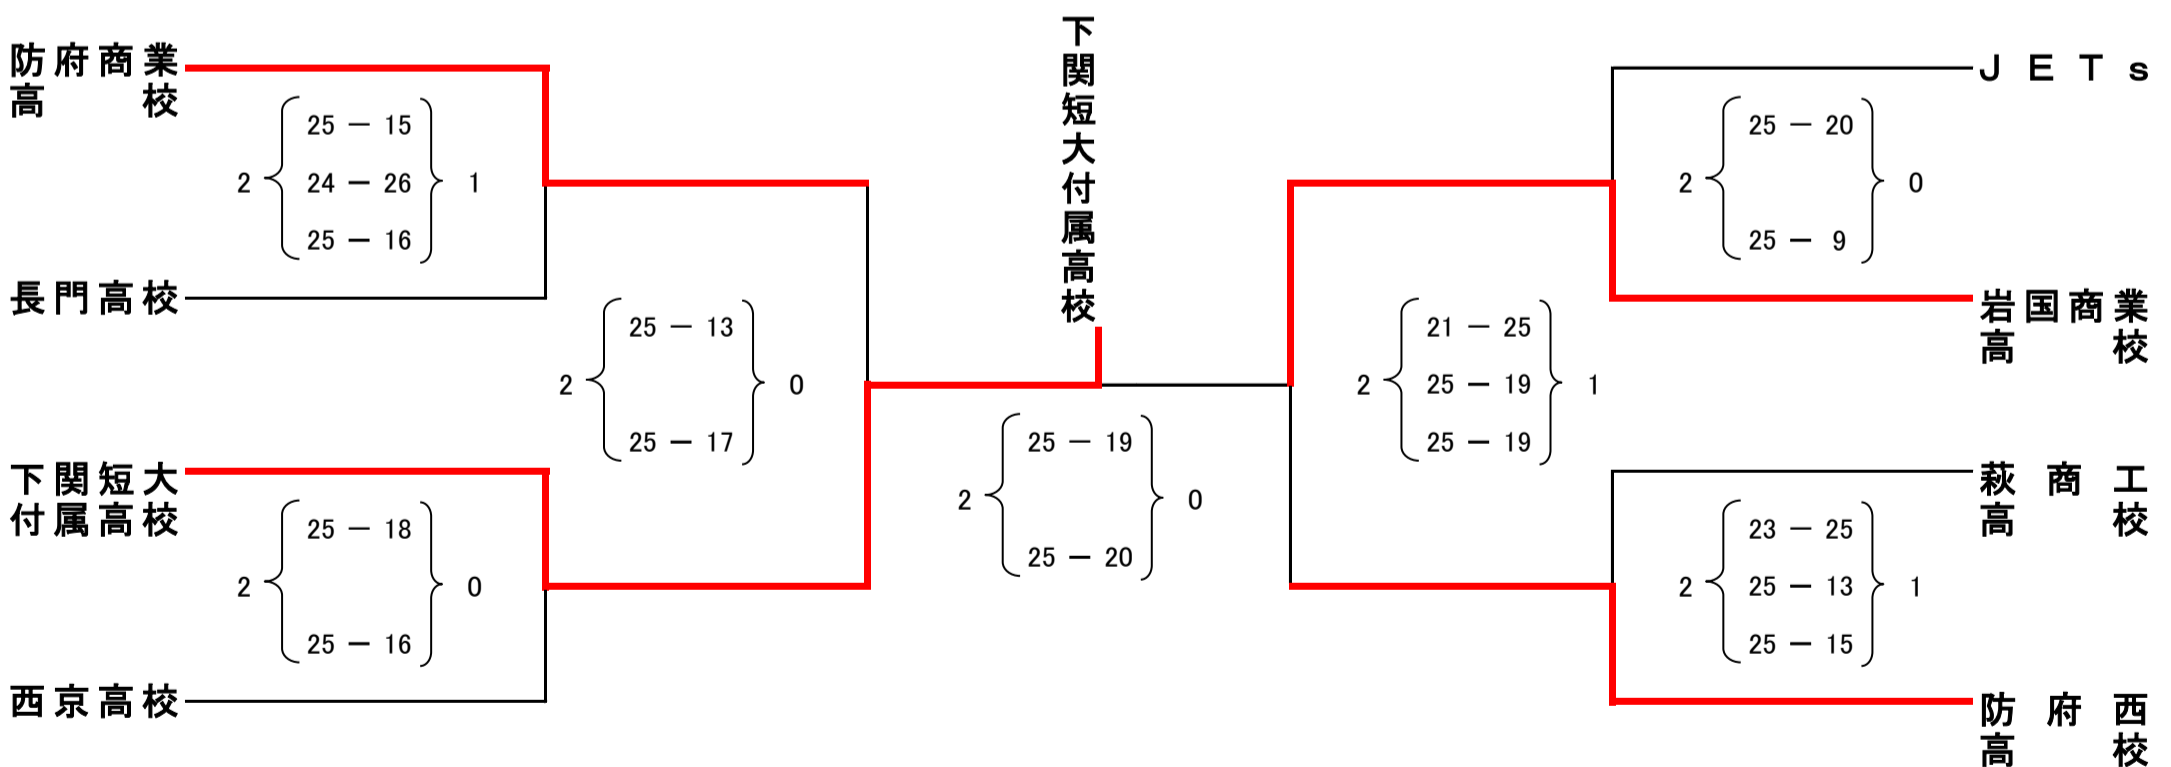 防府商業
高校
2
25 － 15
24 － 26
25 － 16
1
長門高校
2
25 － 13
25 － 17
0
下関短大
付属高校
2
25 － 18
25 － 16
0
西京高校
下関短大付属高校
2
25 － 19
25 － 20
0
JETs
2
25 － 20
25 － 9
0
岩国商業
高校
2
21 － 25
25 － 19
25 － 19
1
萩商工
高校
2
23 － 25
25 － 13
25 － 15
1
防府西
高校